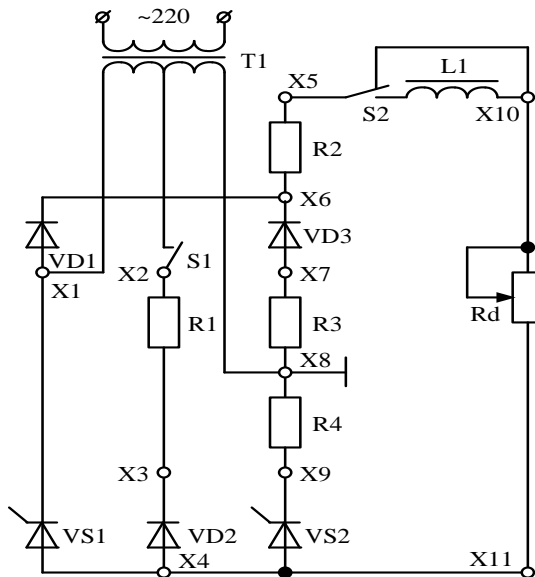 ~220
T1
X5
L1
S2
X10
R2
X6
VD1
VD3
X1
X2
S1
X7
R1
R3
Rd
X8
R4
X3
X9
VS1
VD2
VS2
X4
X11